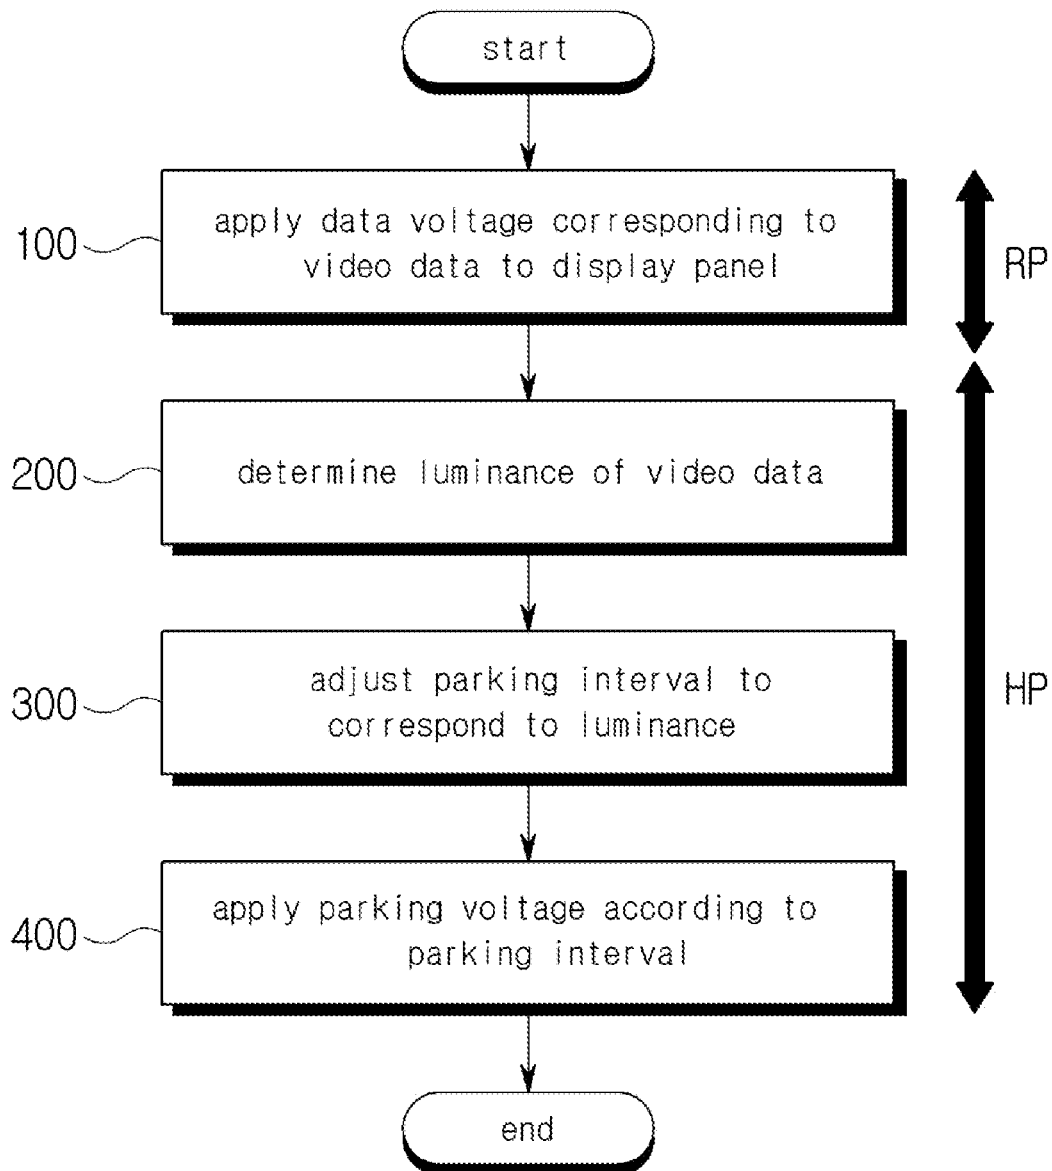 start
100
apply data voltage corresponding to
video data to display panel
RP
200
determine luminance of video data
300
adjust parking interval to
correspond to luminance
HP
400
apply parking voltage according to
parking interval
end